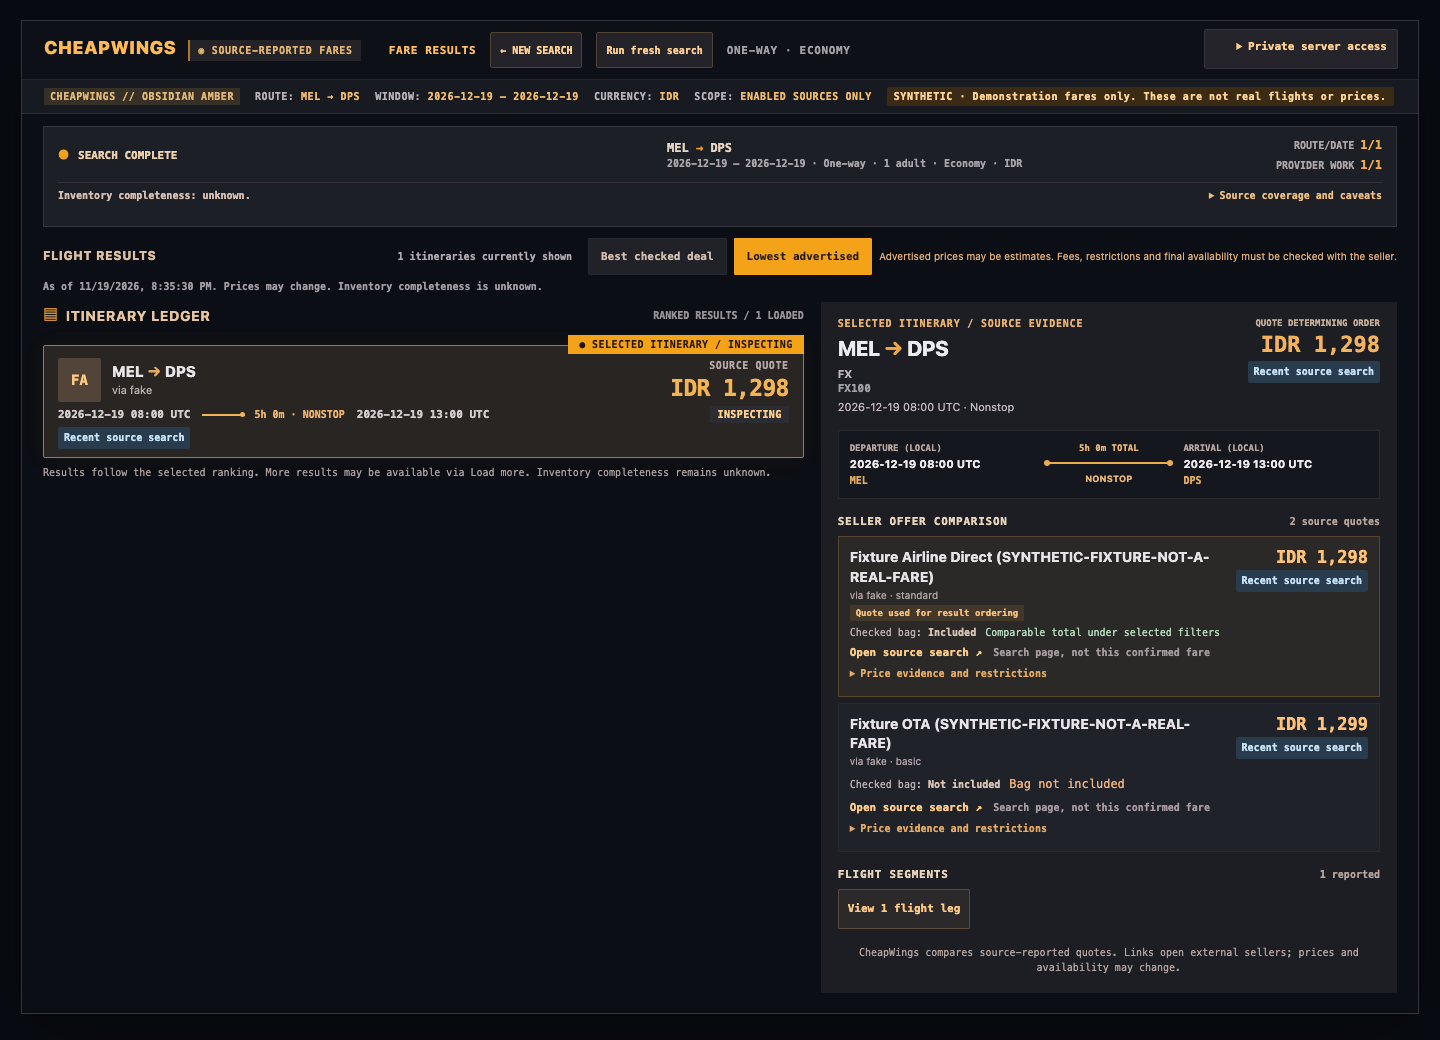 CHEAPWINGS
◉ SOURCE-REPORTED FARES
FARE RESULTS
← NEW SEARCH
Run fresh search
ONE-WAY · ECONOMY
▶ Private server access
CHEAPWINGS // OBSIDIAN AMBER
ROUTE: MEL → DPS
WINDOW: 2026-12-19 — 2026-12-19
CURRENCY: IDR
SCOPE: ENABLED SOURCES ONLY
SYNTHETIC · Demonstration fares only. These are not real flights or prices.
SEARCH COMPLETE
MEL → DPS
2026-12-19 — 2026-12-19 · One-way · 1 adult · Economy · IDR
ROUTE/DATE 1/1
PROVIDER WORK 1/1
Inventory completeness: unknown.
▶ Source coverage and caveats
FLIGHT RESULTS
1 itineraries currently shown
Best checked deal
Lowest advertised
Advertised prices may be estimates. Fees, restrictions and final availability must be checked with the seller.
As of 11/19/2026, 8:35:30 PM. Prices may change. Inventory completeness is unknown.
▤ ITINERARY LEDGER
RANKED RESULTS / 1 LOADED
● SELECTED ITINERARY / INSPECTING
FA
MEL → DPS
via fake
SOURCE QUOTE
IDR 1,298
INSPECTING
2026-12-19 08:00 UTC
5h 0m · NONSTOP
2026-12-19 13:00 UTC
Recent source search
Results follow the selected ranking. More results may be available via Load more. Inventory completeness remains unknown.
SELECTED ITINERARY / SOURCE EVIDENCE
MEL → DPS
FX
FX100
2026-12-19 08:00 UTC · Nonstop
QUOTE DETERMINING ORDER
IDR 1,298
Recent source search
DEPARTURE (LOCAL)
2026-12-19 08:00 UTC
MEL
5h 0m TOTAL
NONSTOP
ARRIVAL (LOCAL)
2026-12-19 13:00 UTC
DPS
SELLER OFFER COMPARISON
2 source quotes
Fixture Airline Direct (SYNTHETIC-FIXTURE-NOT-A-
REAL-FARE)
via fake · standard
IDR 1,298
Recent source search
Quote used for result ordering
Checked bag: Included Comparable total under selected filters
Open source search ↗ Search page, not this confirmed fare
▶ Price evidence and restrictions
Fixture OTA (SYNTHETIC-FIXTURE-NOT-A-REAL-
FARE)
via fake · basic
IDR 1,299
Recent source search
Checked bag: Not included Bag not included
Open source search ↗ Search page, not this confirmed fare
▶ Price evidence and restrictions
FLIGHT SEGMENTS
1 reported
View 1 flight leg
CheapWings compares source-reported quotes. Links open external sellers; prices and
availability may change.